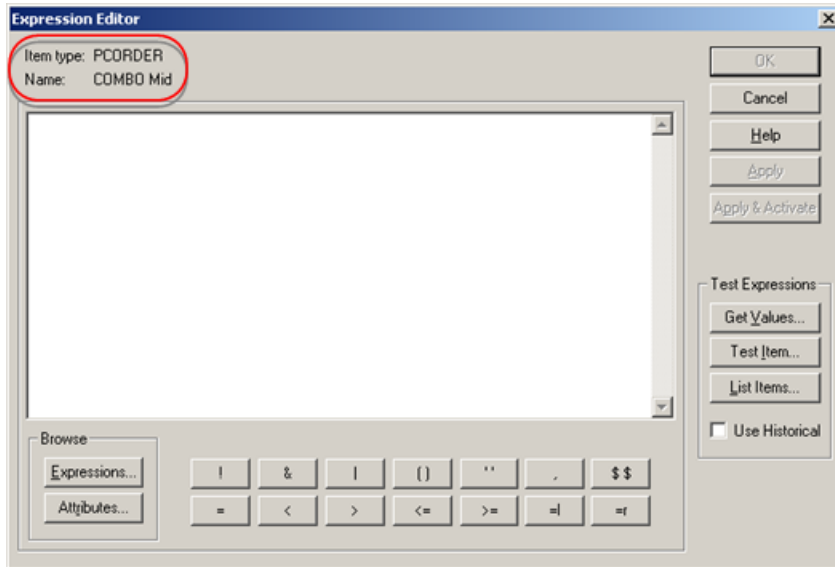 Expression Editor
Item type: PCORDER
Name: COMBO Mid
OK
Cancel
Help
Apply
Apply & Activate
Test Expressions
Get Values...
Test Item...
List Items...
Use Historical
Browse
Expressions...
Attributes...
! & | () '' , $$
= < > <= >= =l =r